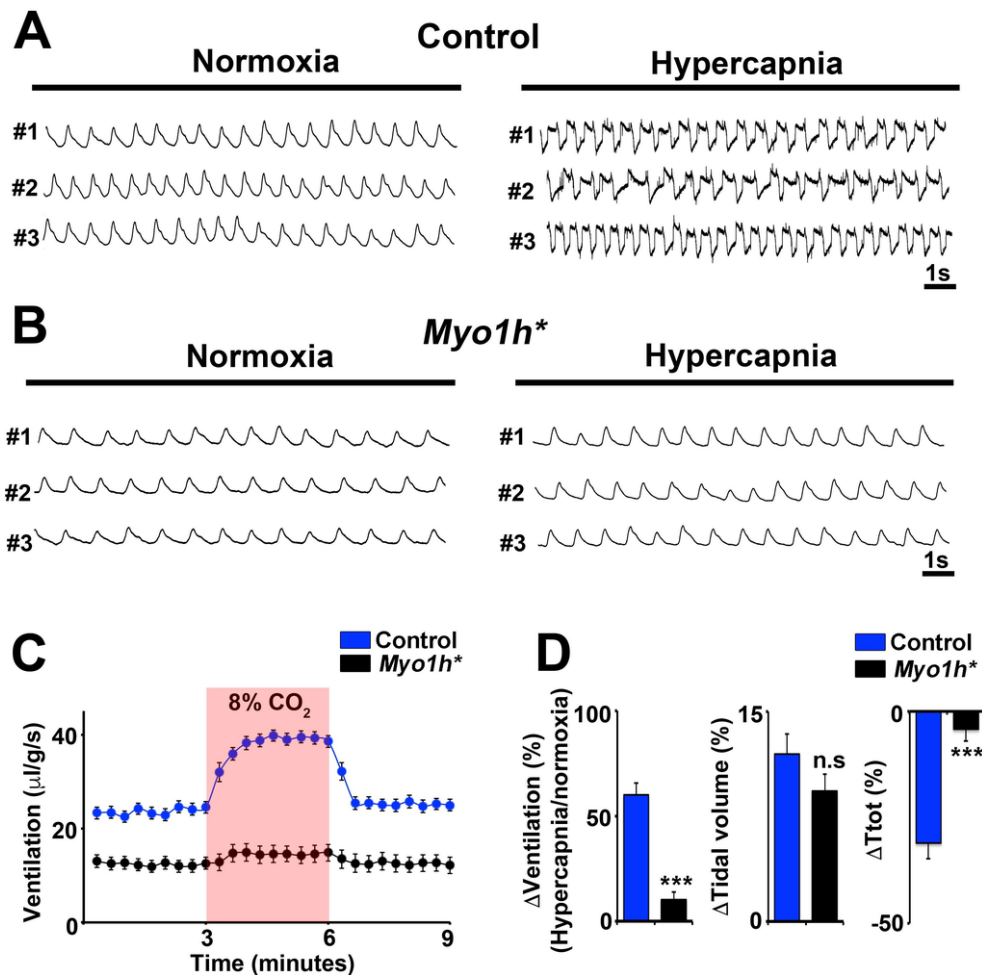 A
Control
Normoxia
Hypercapnia
#1
#2
#3
#1
#2
#3
1s
B
Myo1h*
Normoxia
Hypercapnia
#1
#2
#3
#1
#2
#3
1s
C
Control
Myo1h*
8% CO₂
Ventilation (μl/g/s)
40
20
0
3
6
9
Time (minutes)
D
Control
Myo1h*
ΔVentilation (%)
(Hypercapnia/normoxia)
100
50
0
***
ΔTidal volume (%)
15
0
n.s
ΔTtot (%)
0
-50
***